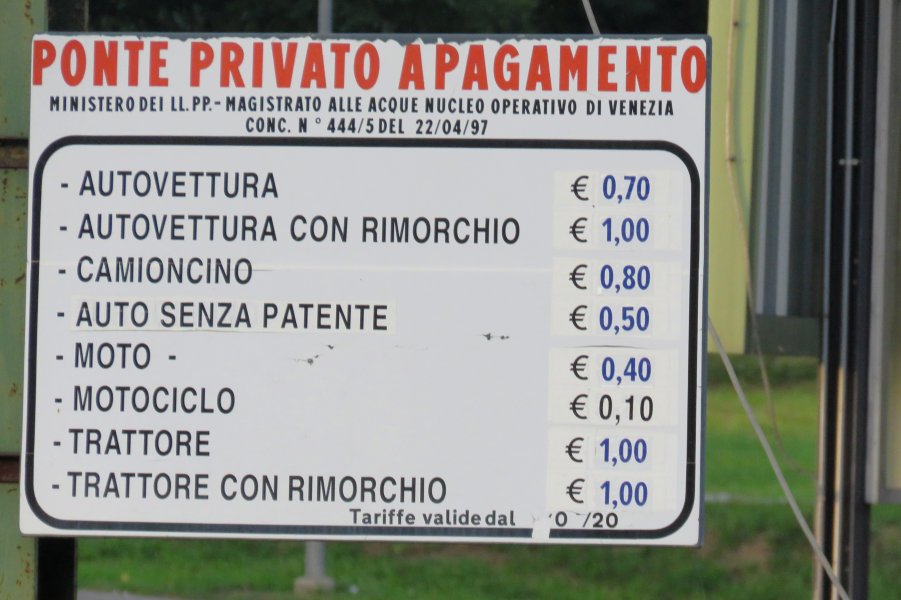 PONTE PRIVATO APAGAMENTO
MINISTERO DEI LL.PP.- MAGISTRATO ALLE ACQUE NUCLEO OPERATIVO DI VENEZIA
CONC. N° 444/5 DEL 22/04/97
- AUTOVETTURA € 0,70
- AUTOVETTURA CON RIMORCHIO € 1,00
- CAMIONCINO € 0,80
- AUTO SENZA PATENTE € 0,50
- MOTO - € 0,40
- MOTOCICLO € 0,10
- TRATTORE € 1,00
- TRATTORE CON RIMORCHIO € 1,00
Tariffe valide dal